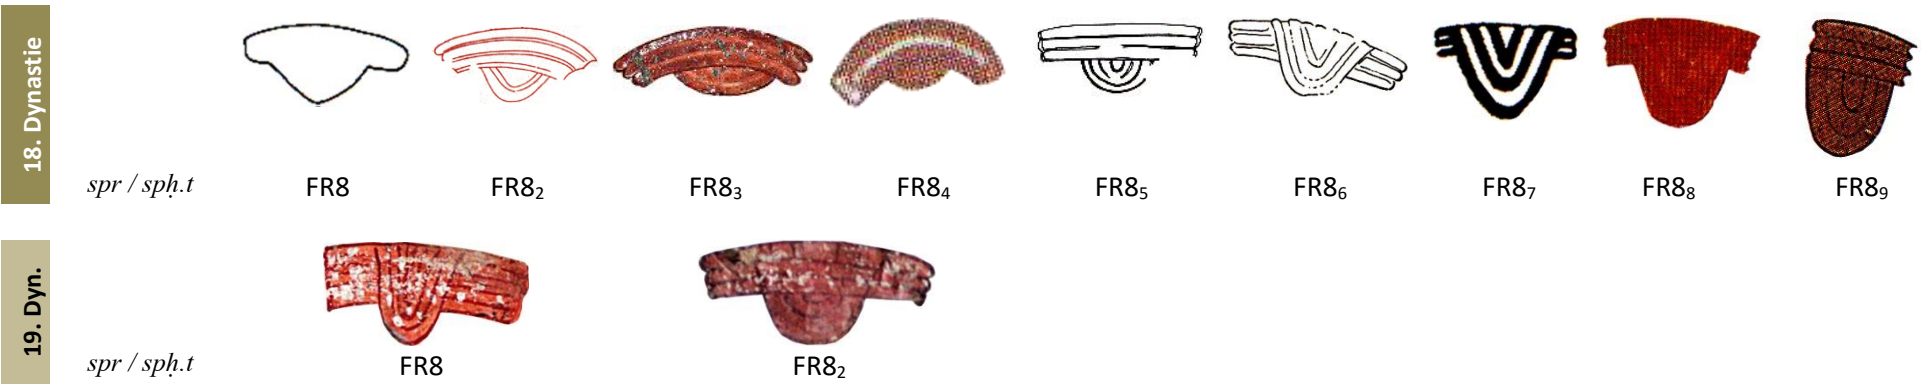 18. Dynastie
spr / spḥ.t FR8 FR8₂ FR8₃ FR8₄ FR8₅ FR8₆ FR8₇ FR8₈ FR8₉
19. Dyn.
spr / spḥ.t FR8 FR8₂